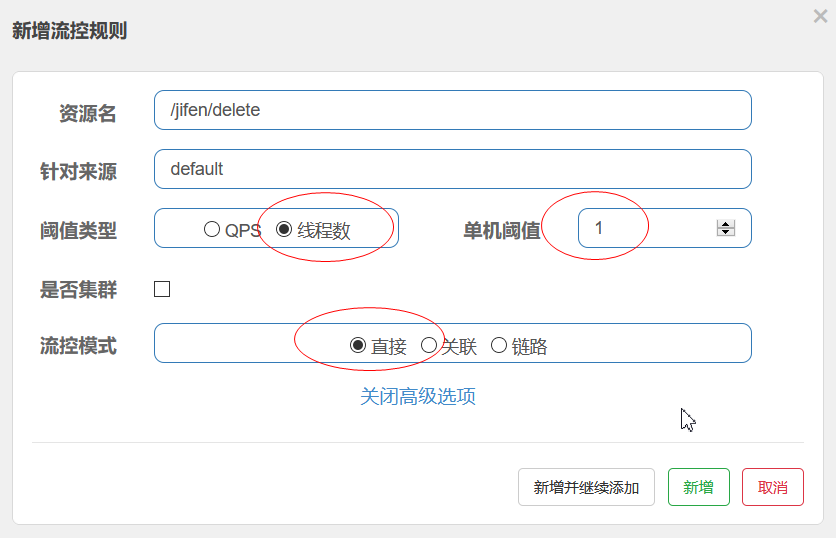 新增流控规则
资源名 /jifen/delete
针对来源 default
阈值类型 QPS 线程数 单机阈值 1
是否集群
流控模式 直接 关联 链路
关闭高级选项
新增并继续添加 新增 取消